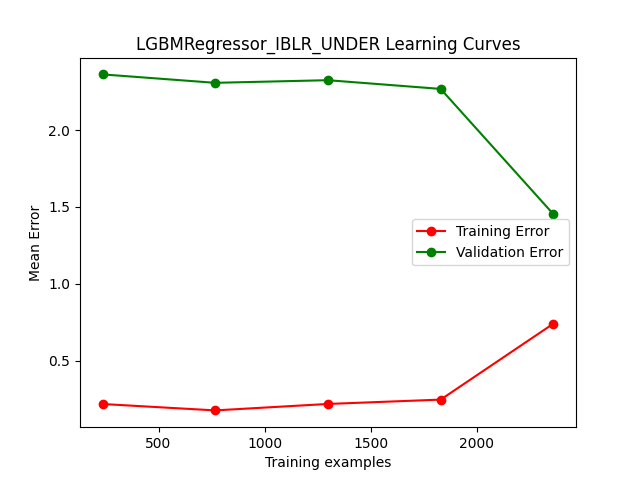 LGBMRegressor_IBLR_UNDER Learning Curves
2.0
1.5
1.0
0.5
Mean Error
Training Error
Validation Error
500
1000
1500
2000
Training examples